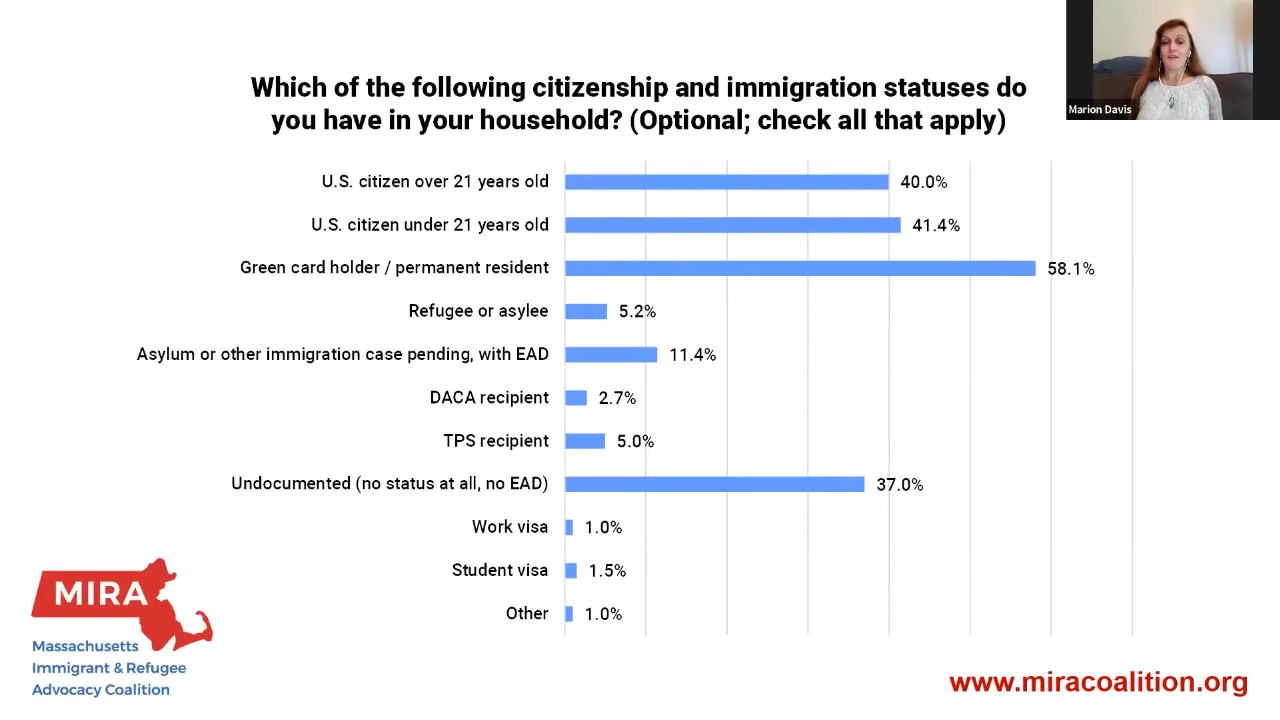 Which of the following citizenship and immigration statuses do
you have in your household? (Optional; check all that apply)
Marion Davis
U.S. citizen over 21 years old 40.0%
U.S. citizen under 21 years old 41.4%
Green card holder / permanent resident 58.1%
Refugee or asylee 5.2%
Asylum or other immigration case pending, with EAD 11.4%
DACA recipient 2.7%
TPS recipient 5.0%
Undocumented (no status at all, no EAD) 37.0%
Work visa 1.0%
Student visa 1.5%
Other 1.0%
MIRA
Massachusetts
Immigrant & Refugee
Advocacy Coalition
www.miracoalition.org